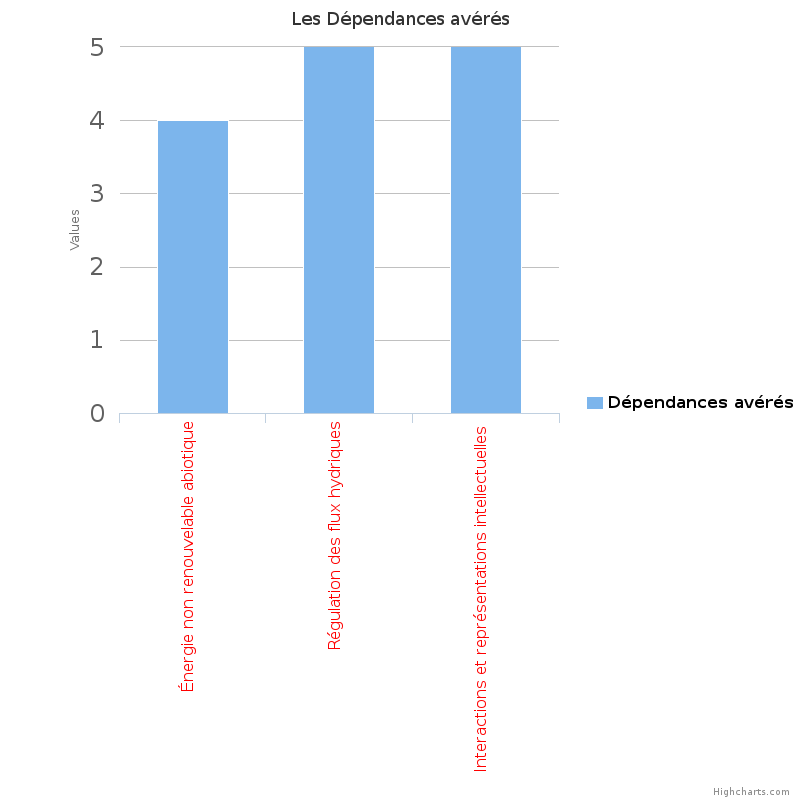 Les Dépendances avérés
5
4
3
2
1
0
Values
Énergie non renouvelable abiotique
Régulation des flux hydriques
Interactions et représentations intellectuelles
Dépendances avérés
Highcharts.com